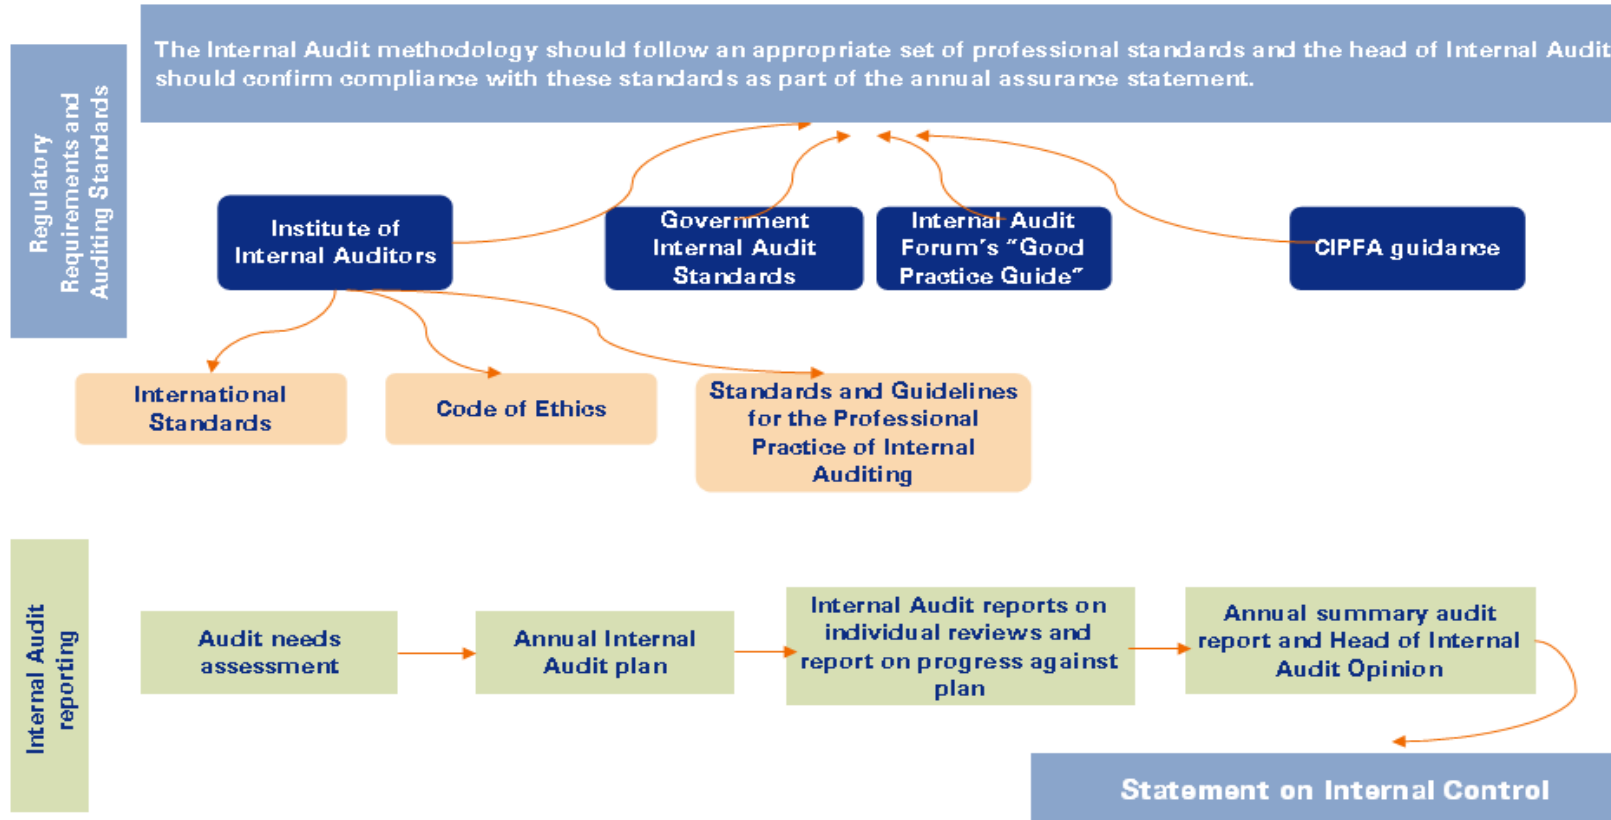 The Internal Audit methodology should follow an appropriate set of professional standards and the head of Internal Audit
should confirm compliance with these standards as part of the annual assurance statement.
Regulatory
Requirements and
Auditing Standards
Institute of
Internal Auditors
Government
Internal Audit
Standards
Internal Audit
Forum's "Good
Practice Guide"
CIPFA guidance
International
Standards
Code of Ethics
Standards and Guidelines
for the Professional
Practice of Internal
Auditing
Internal Audit
reporting
Audit needs
assessment
Annual Internal
Audit plan
Internal Audit reports on
individual reviews and
report on progress against
plan
Annual summary audit
report and Head of Internal
Audit Opinion
Statement on Internal Control